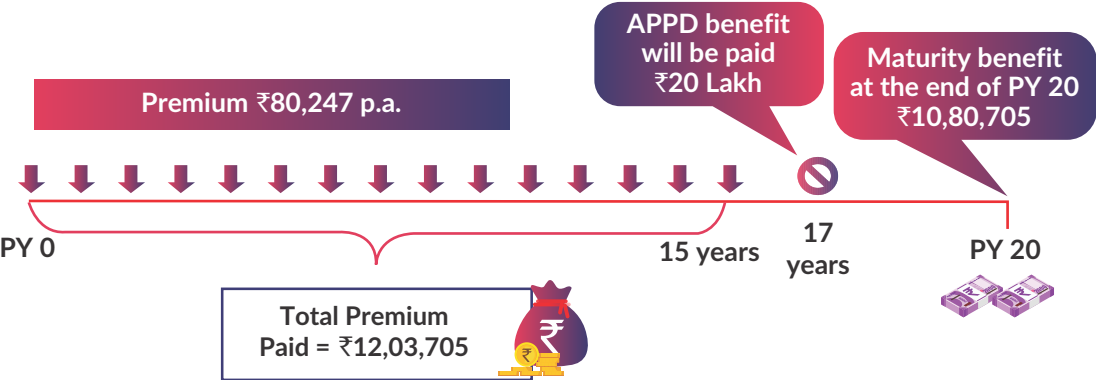 APPD benefit
will be paid
₹20 Lakh
Maturity benefit
at the end of PY 20
₹10,80,705
Premium ₹80,247 p.a.
PY 0
15 years
17
years
PY 20
Total Premium
Paid = ₹12,03,705
₹
₹